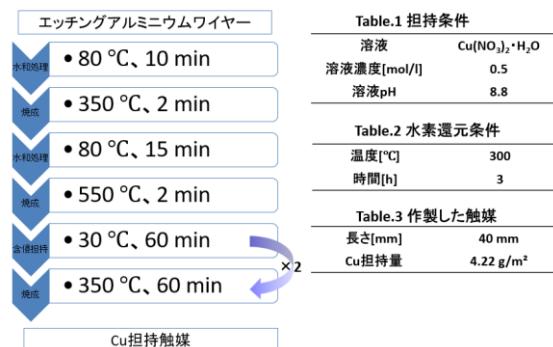 エッチングアルミニウムワイヤー
水和処理
• 80 ℃、10 min
焼成
• 350 ℃、2 min
水和処理
• 80 ℃、15 min
焼成
• 550 ℃、2 min
含侵担持
• 30 ℃、60 min
×2
焼成
• 350 ℃、60 min
Cu担持触媒
Table.1 担持条件
溶液 Cu(NO₃)₂・H₂O
溶液濃度[mol/l] 0.5
溶液pH 8.8
Table.2 水素還元条件
温度[℃] 300
時間[h] 3
Table.3 作製した触媒
長さ[mm] 40 mm
Cu担持量 4.22 g/m²